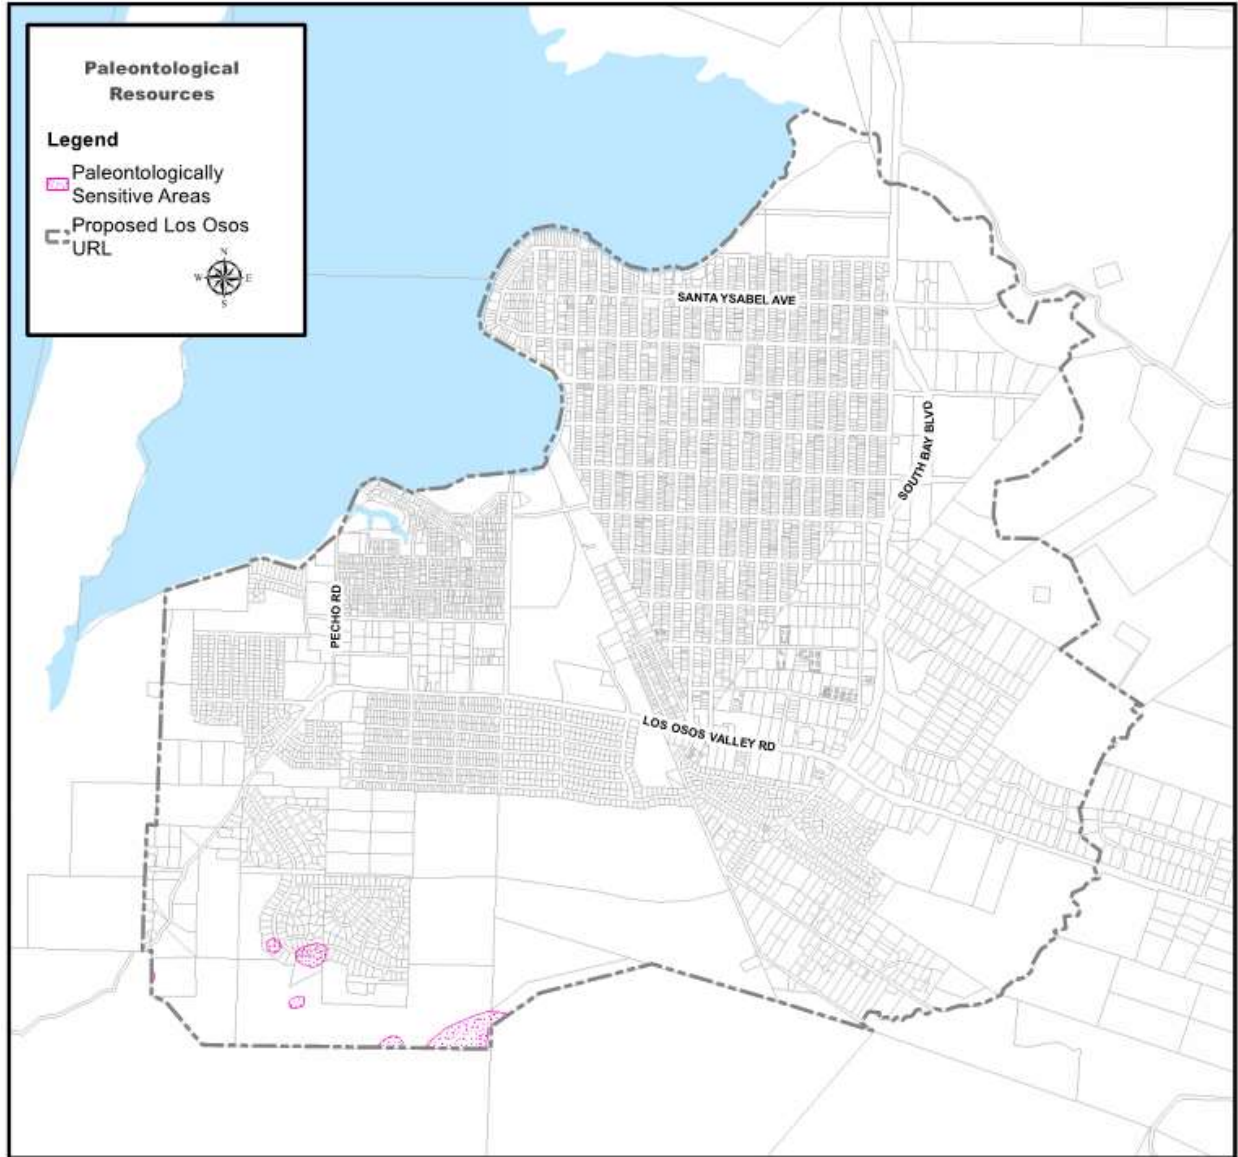 Paleontological
Resources
Legend
Paleontologically
Sensitive Areas
Proposed Los Osos
URL
N
W E
S
SANTA YSABEL AVE
SOUTH BAY BLVD
PECHO RD
LOS OSOS VALLEY RD